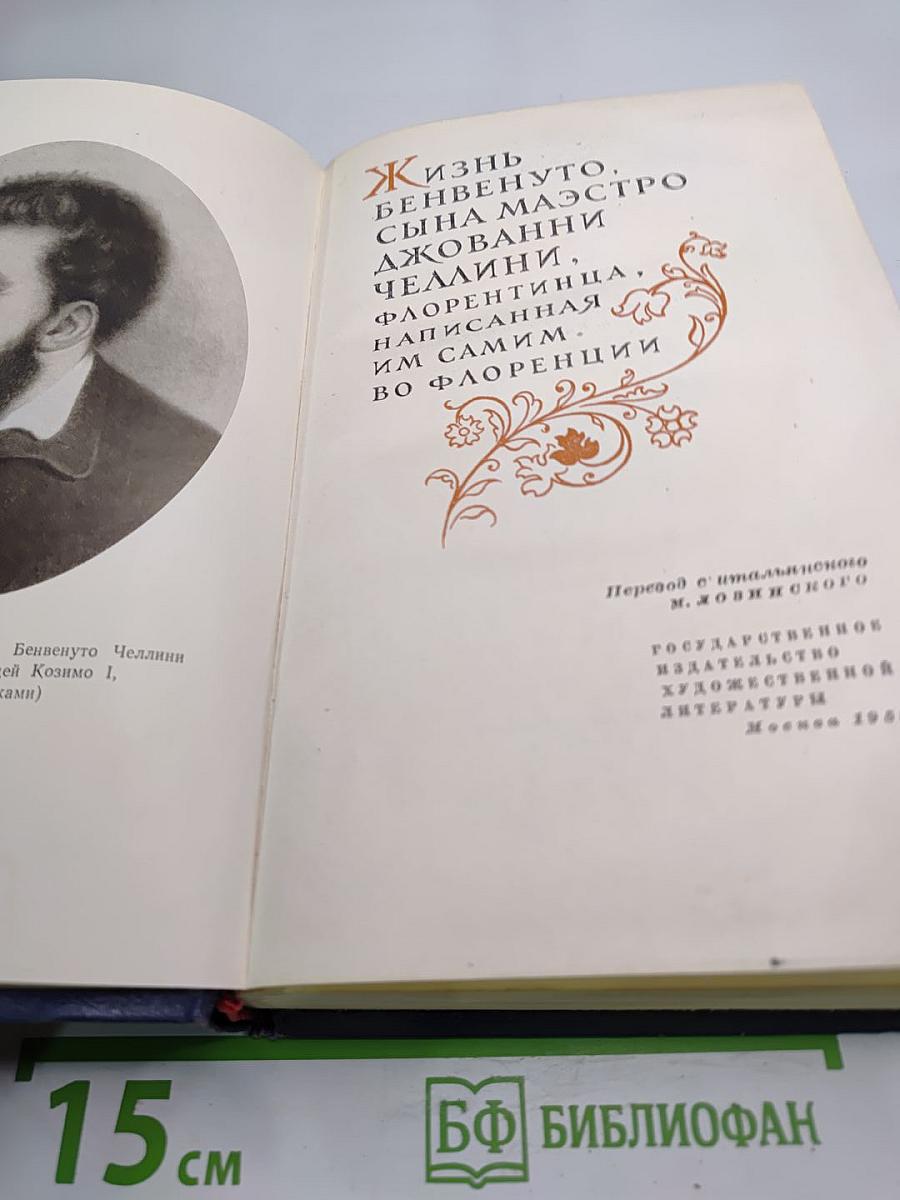 Бенвенуто Челлини
Козимо I,
Жизнь
Бенвенуто,
сына маэстро
Джованни
Челлини,
флорентинца,
написанная
им самим
во Флоренции
Перевод с итальянского
М. ЛОЗИНСКОГО
ГОСУДАРСТВЕННОЕ
ИЗДАТЕЛЬСТВО
ХУДОЖЕСТВЕННОЙ
ЛИТЕРАТУРЫ
Москва
15 см
БФ БИБЛИОФАН